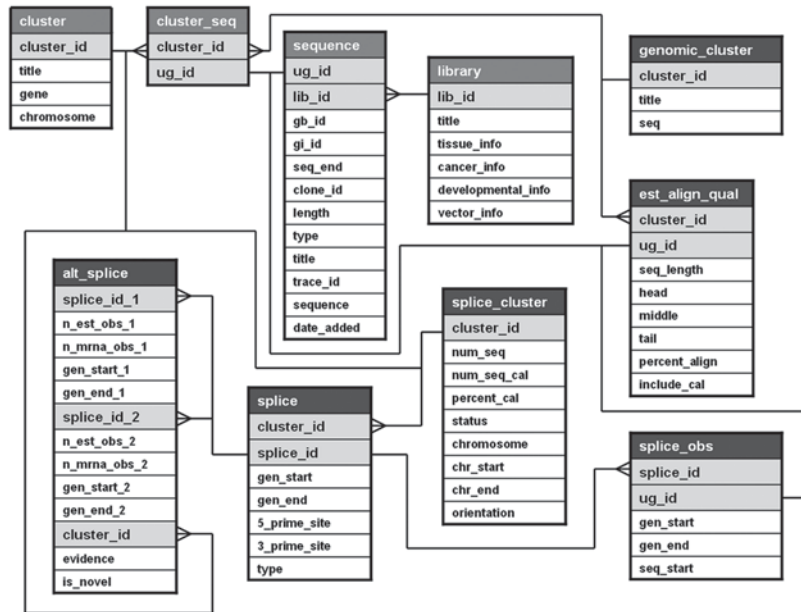 cluster
cluster_id
title
gene
chromosome
cluster_seq
cluster_id
ug_id
sequence
ug_id
lib_id
gb_id
gi_id
seq_end
clone_id
length
type
title
trace_id
sequence
date_added
library
lib_id
title
tissue_info
cancer_info
developmental_info
vector_info
genomic_cluster
cluster_id
title
seq
est_align_qual
cluster_id
ug_id
seq_length
head
middle
tail
percent_align
include_cal
alt_splice
splice_id_1
n_est_obs_1
n_mrna_obs_1
gen_start_1
gen_end_1
splice_id_2
n_est_obs_2
n_mrna_obs_2
gen_start_2
gen_end_2
cluster_id
evidence
is_novel
splice
cluster_id
splice_id
gen_start
gen_end
5_prime_site
3_prime_site
type
splice_cluster
cluster_id
num_seq
num_seq_cal
percent_cal
status
chromosome
chr_start
chr_end
orientation
splice_obs
splice_id
ug_id
gen_start
gen_end
seq_start